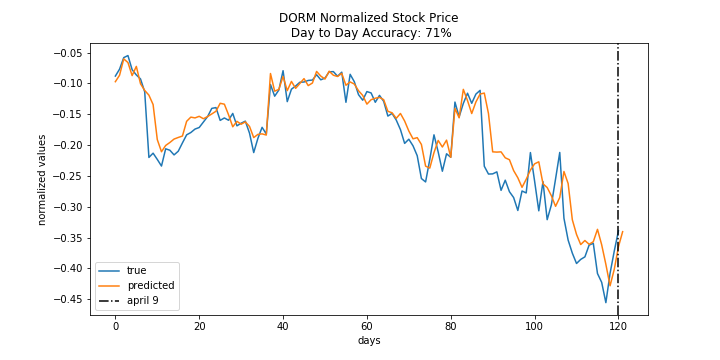 DORM Normalized Stock Price
Day to Day Accuracy: 71%
normalized values
−0.05
−0.10
−0.15
−0.20
−0.25
−0.30
−0.35
−0.40
−0.45
true
predicted
april 9
0
20
40
60
80
100
120
days